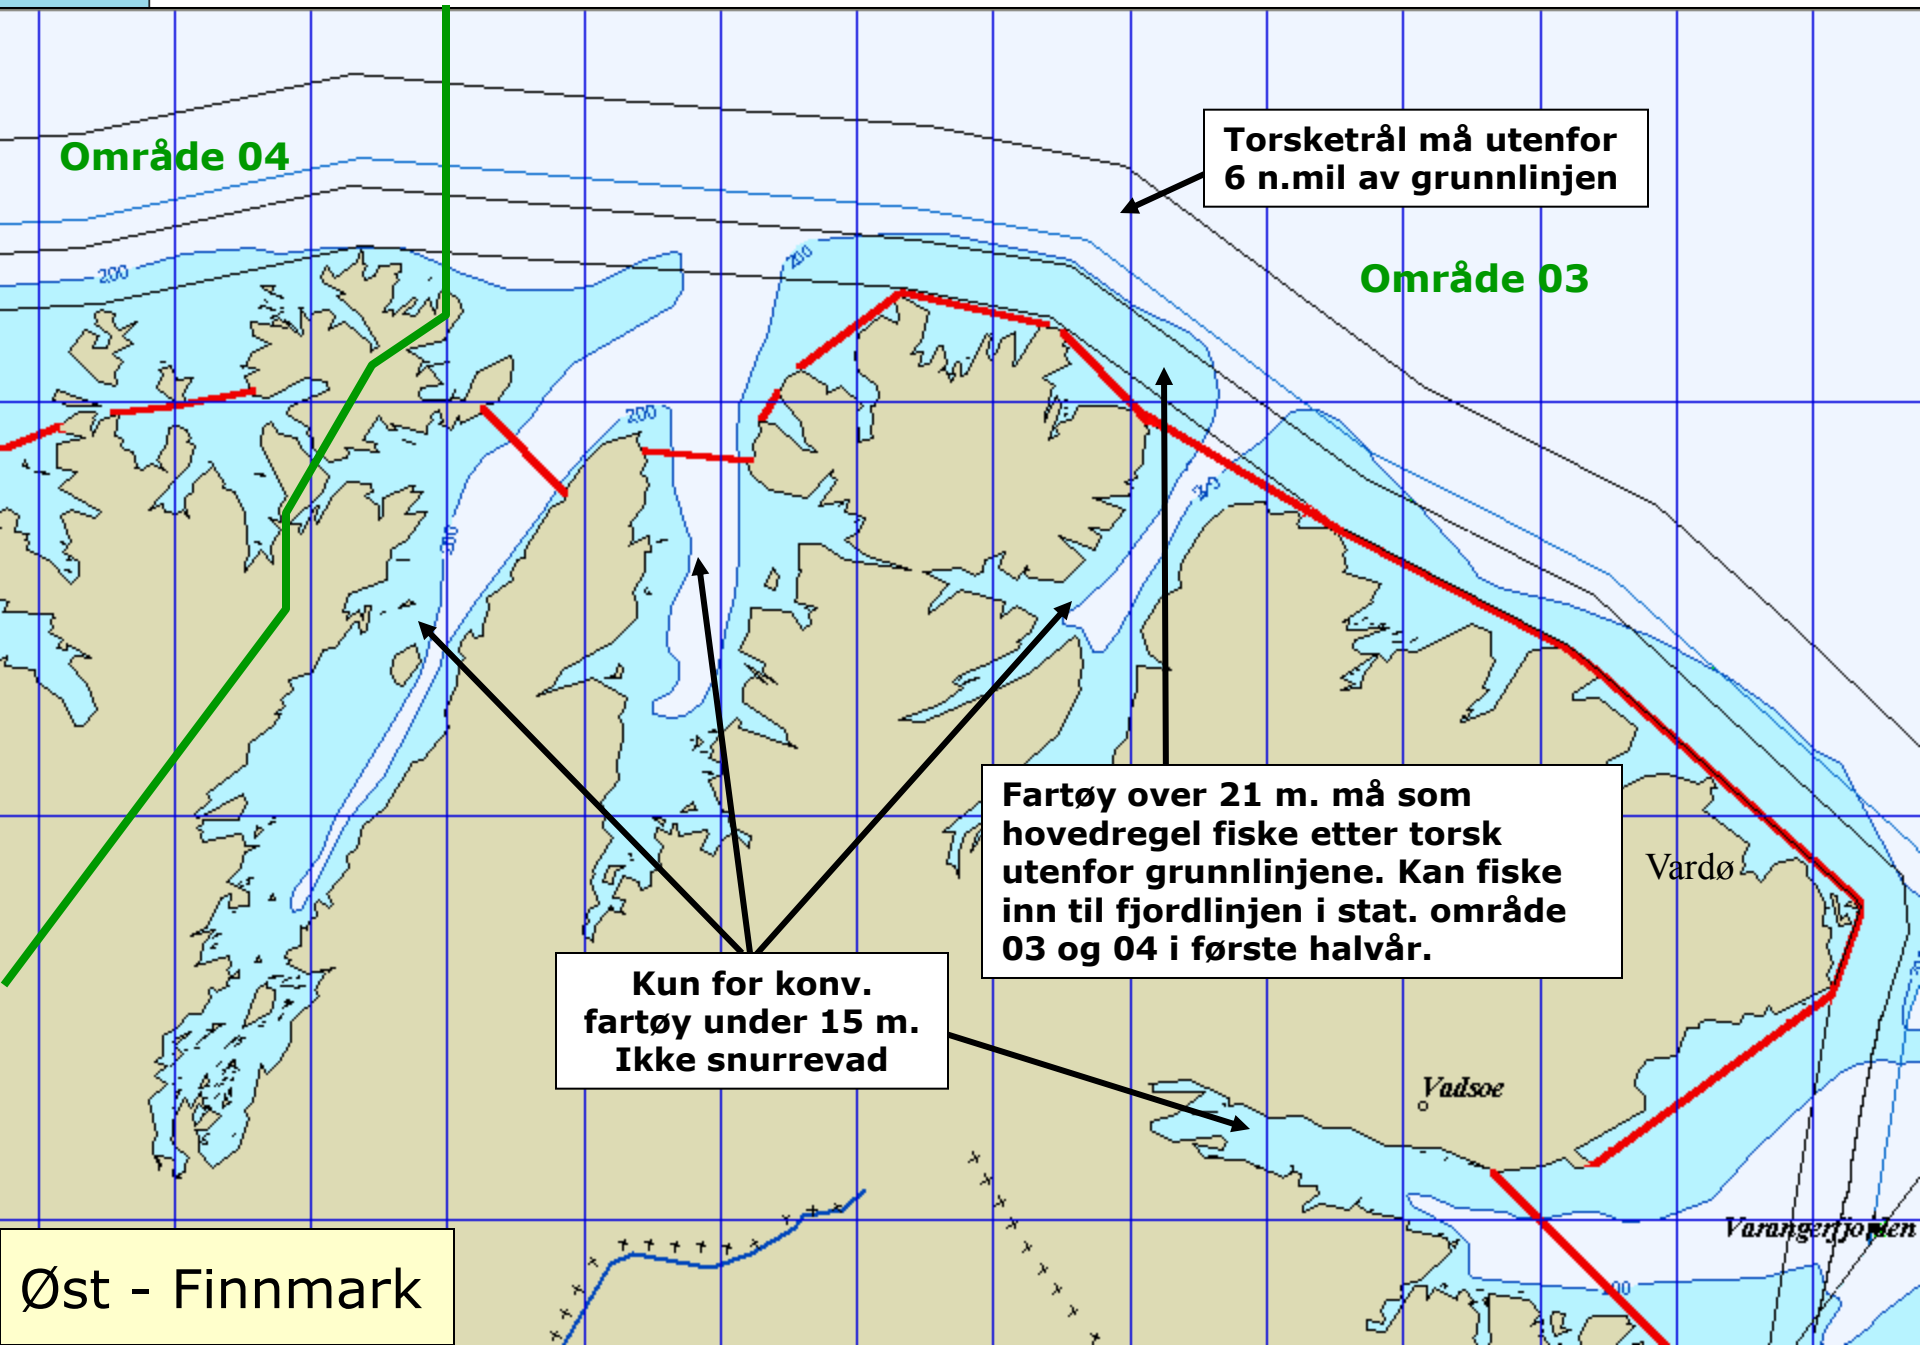 Torsketrål må utenfor
6 n.mil av grunnlinjen
Område 04
Område 03
200
200
200
200
Fartøy over 21 m. må som
hovedregel fiske etter torsk
utenfor grunnlinjene. Kan fiske
inn til fjordlinjen i stat. område
03 og 04 i første halvår.
Vardø
Kun for konv.
fartøy under 15 m.
Ikke snurrevad
Vadsoe
Varangerfjorden
Øst - Finnmark